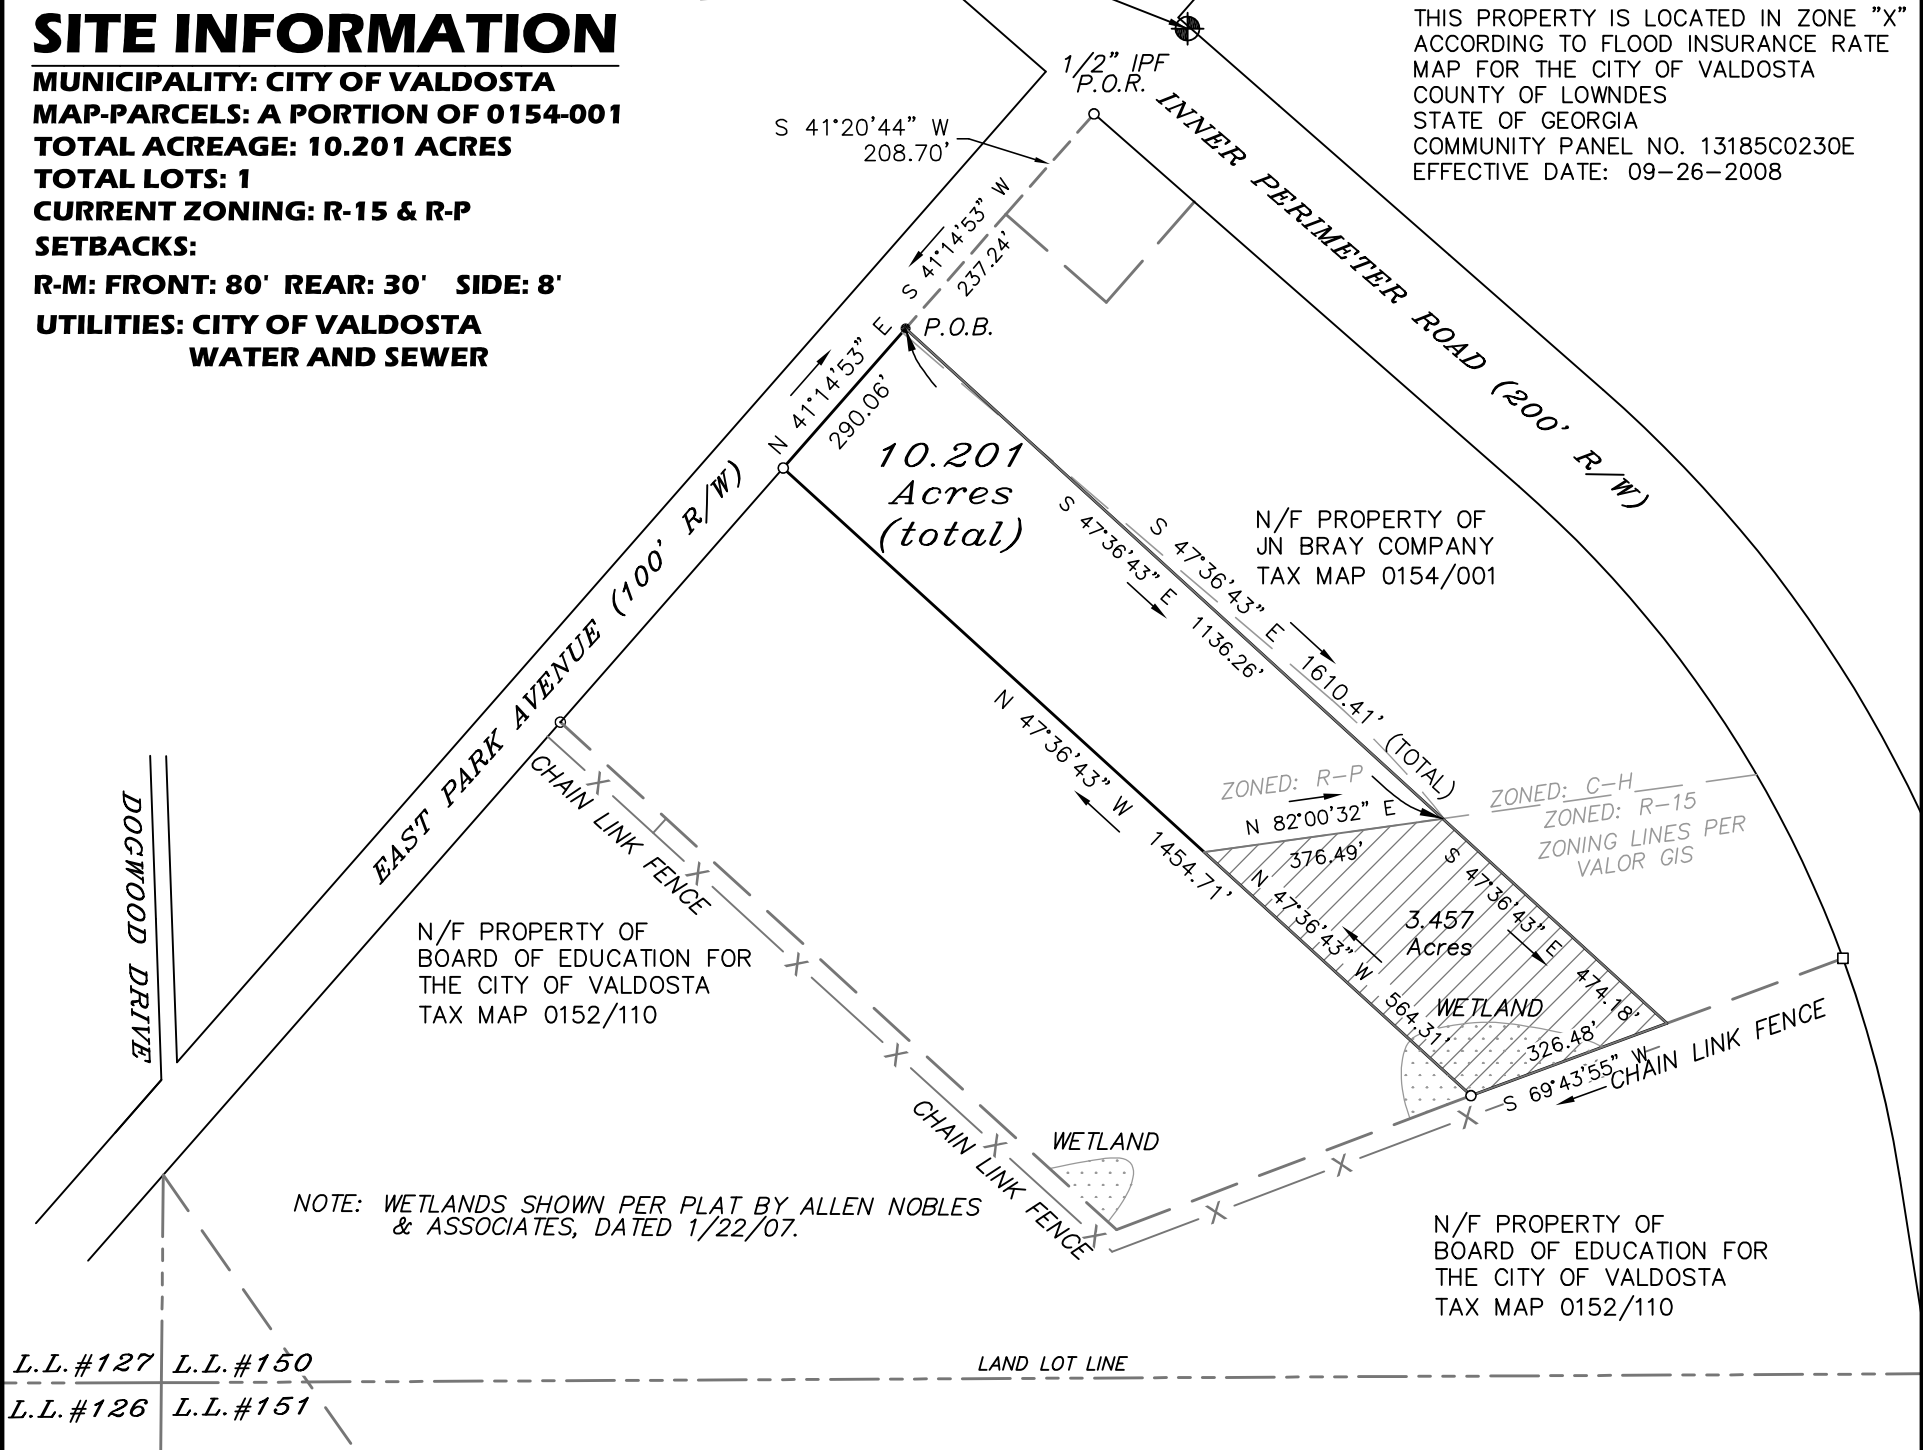 SITE INFORMATION
MUNICIPALITY: CITY OF VALDOSTA
MAP-PARCELS: A PORTION OF 0154-001
TOTAL ACREAGE: 10.201 ACRES
TOTAL LOTS: 1
CURRENT ZONING: R-15 & R-P
SETBACKS:
R-M: FRONT: 80' REAR: 30' SIDE: 8'
UTILITIES: CITY OF VALDOSTA
WATER AND SEWER
THIS PROPERTY IS LOCATED IN ZONE "X"
ACCORDING TO FLOOD INSURANCE RATE
MAP FOR THE CITY OF VALDOSTA
COUNTY OF LOWNDES
STATE OF GEORGIA
COMMUNITY PANEL NO. 13185C0230E
EFFECTIVE DATE: 09-26-2008
1/2" IPF
P.O.R.
S 41°20'44" W
208.70'
INNER PERIMETER ROAD (200' R/W)
S 41°14'53" W
237.24'
P.O.B.
N 41°14'53" E
290.06'
10.201
Acres
(total)
EAST PARK AVENUE (100' R/W)
S 47°36'43" E 1610.41' (TOTAL)
S 47°36'43" E 1136.26'
N/F PROPERTY OF
JN BRAY COMPANY
TAX MAP 0154/001
N 47°36'43" W 1454.71'
ZONED: R-P
N 82°00'32" E
376.49'
ZONED: C-H
ZONED: R-15
ZONING LINES PER
VALOR GIS
S 47°36'43" E 474.18'
3.457
Acres
N 47°36'43" W 564.31'
WETLAND
326.48'
S 69°43'55" W
CHAIN LINK FENCE
X
X
X
X
DOGWOOD DRIVE
CHAIN LINK FENCE
X
X
X
X
X
X
N/F PROPERTY OF
BOARD OF EDUCATION FOR
THE CITY OF VALDOSTA
TAX MAP 0152/110
CHAIN LINK FENCE
WETLAND
NOTE: WETLANDS SHOWN PER PLAT BY ALLEN NOBLES
& ASSOCIATES, DATED 1/22/07.
N/F PROPERTY OF
BOARD OF EDUCATION FOR
THE CITY OF VALDOSTA
TAX MAP 0152/110
L.L.#127 L.L.#150
LAND LOT LINE
L.L.#126 L.L.#151